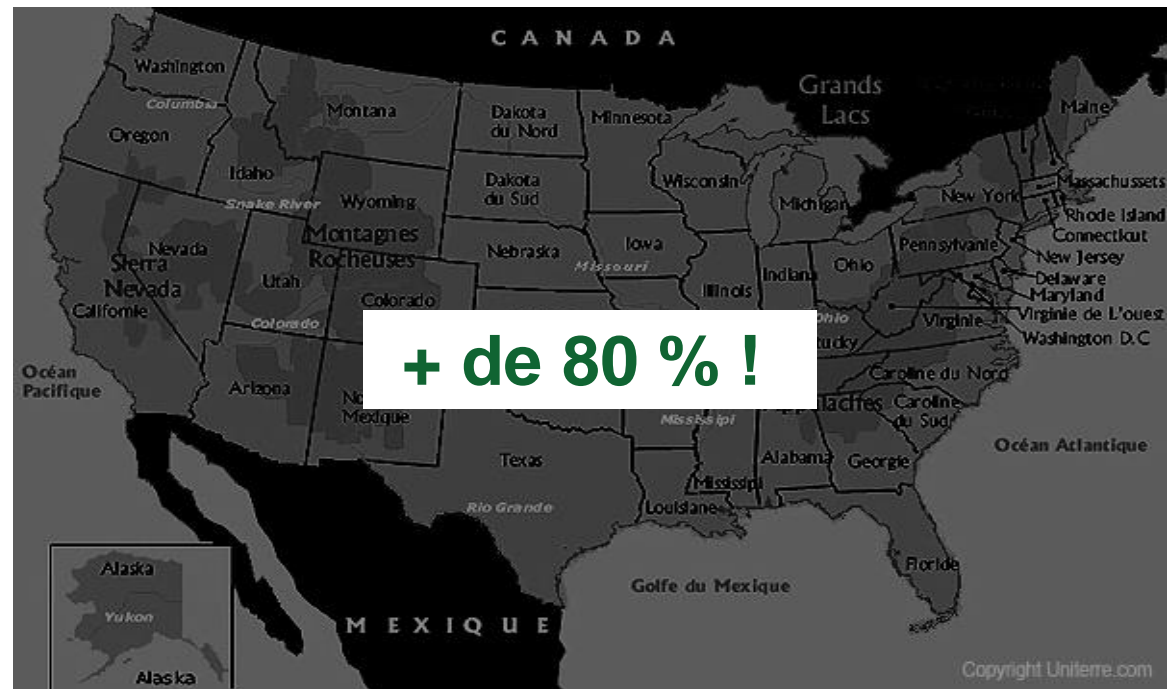 CANADA
Washington
Columbia
Montana
Grands
Lacs
Dakota
du Nord
Minnesota
Maine
Oregon
Idaho
Snake River
Wyoming
Dakota
du Sud
Wisconsin
Michigan
New York
Massachussets
Rhode Island
Connecticut
New Jersey
Delaware
Maryland
Virginie de L'ouest
Washington D.C
Montagnes
Rocheuses
Nebraska
Iowa
Missouri
Pennsylvanie
Nevada
Sierra
Nevada
Utah
Colorado
Illinois
Indiana
Ohio
Californie
Colorado
Ohio
Virginie
+ de 80 % !
Océan
Pacifique
Arizona
Mexique
Caroline du Nord
Caroline
du Sud
Mississipi
Océan Atlantique
Texas
Alabama
Georgie
Mississipi
Rio Grande
Louisiane
Floride
Golfe du Mexique
Alaska
Yukon
Alaska
MEXIQUE
Copyright Uniterre.com